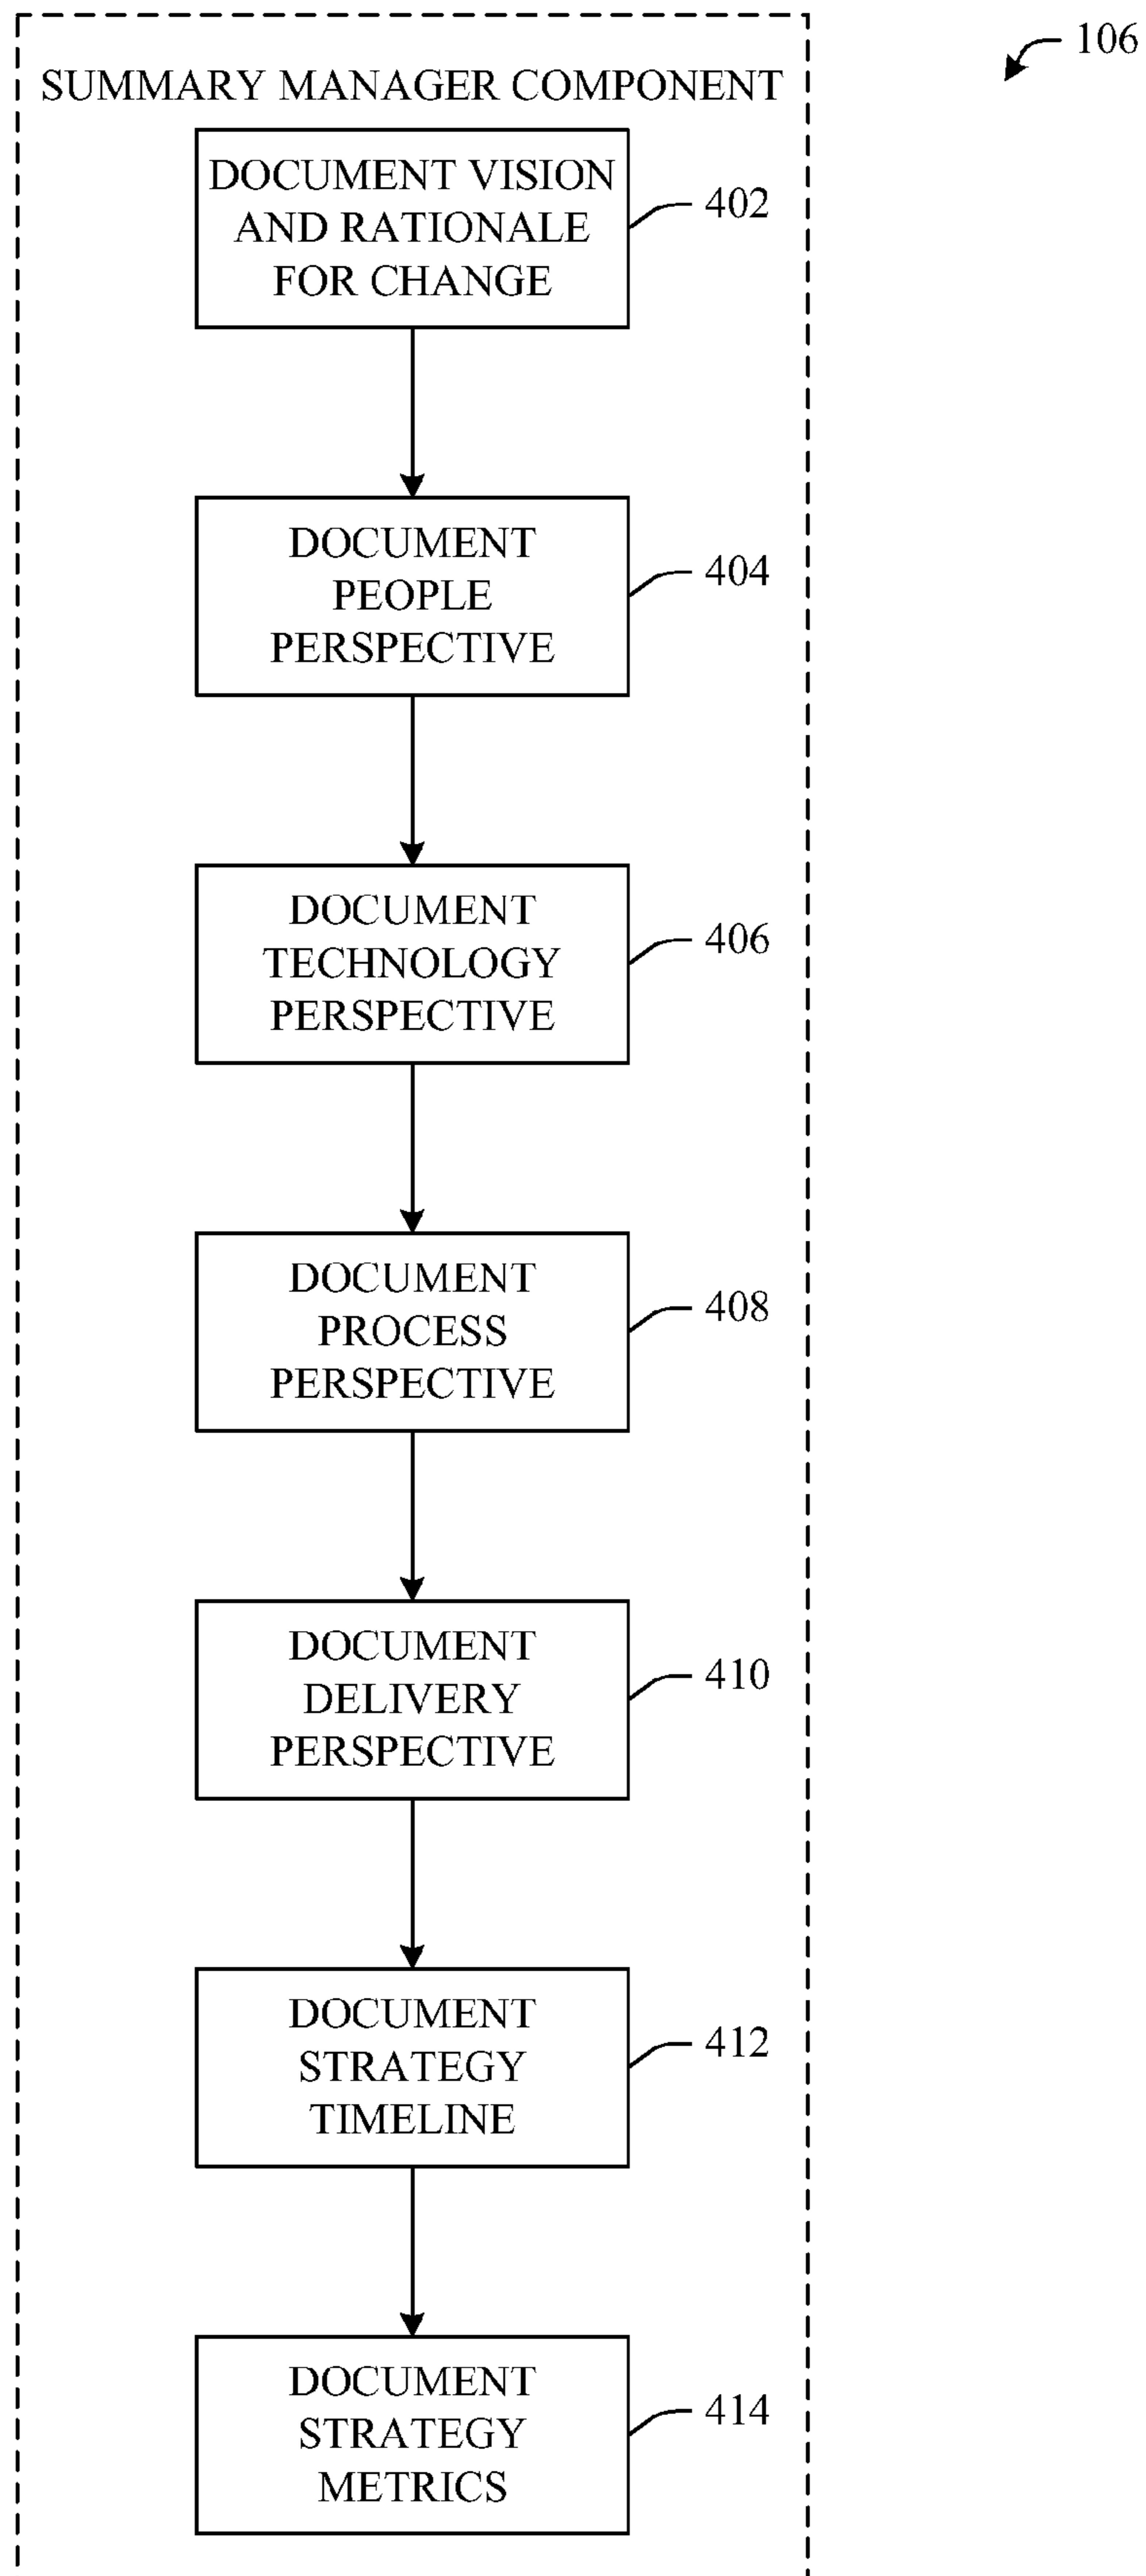 106
SUMMARY MANAGER COMPONENT
DOCUMENT VISION
AND RATIONALE
FOR CHANGE
402
DOCUMENT
PEOPLE
PERSPECTIVE
404
DOCUMENT
TECHNOLOGY
PERSPECTIVE
406
DOCUMENT
PROCESS
PERSPECTIVE
408
DOCUMENT
DELIVERY
PERSPECTIVE
410
DOCUMENT
STRATEGY
TIMELINE
412
DOCUMENT
STRATEGY
METRICS
414